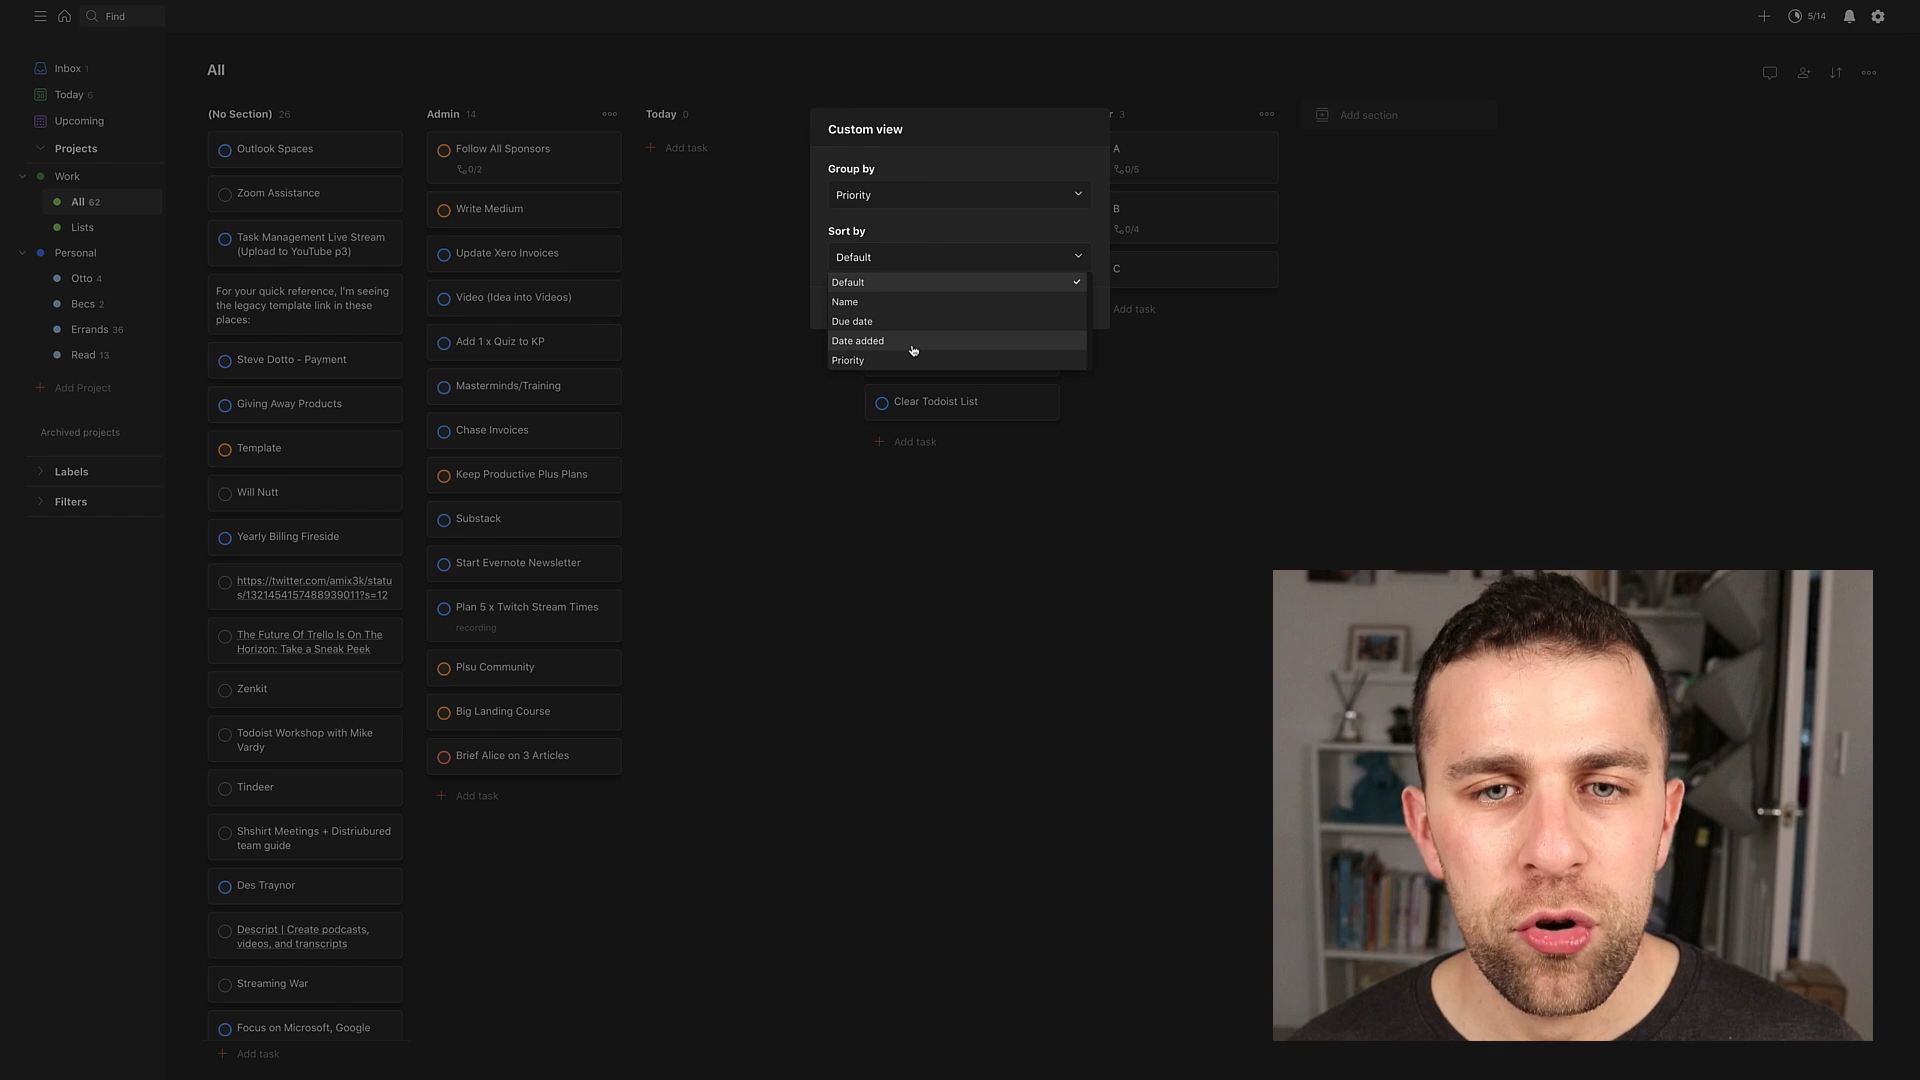 Find
5/14
Inbox 1
Today 6
Upcoming
Projects
Work
All 62
Lists
Personal
Otto 4
Becs 2
Errands 36
Read 13
Add Project
Archived projects
Labels
Filters
All
(No Section) 26
Outlook Spaces
Zoom Assistance
Task Management Live Stream
(Upload to YouTube p3)
For your quick reference, I'm seeing
the legacy template link in these
places:
Steve Dotto - Payment
Giving Away Products
Template
Will Nutt
Yearly Billing Fireside
https://twitter.com/amix3k/statu
s/1321454157488939011?s=12
The Future Of Trello Is On The
Horizon: Take a Sneak Peek
Zenkit
Todoist Workshop with Mike
Vardy
Tindeer
Shshirt Meetings + Distriubured
team guide
Des Traynor
Descript | Create podcasts,
videos, and transcripts
Streaming War
Focus on Microsoft, Google
Add task
Admin 14
Follow All Sponsors
0/2
Write Medium
Update Xero Invoices
Video (Idea into Videos)
Add 1 x Quiz to KP
Masterminds/Training
Chase Invoices
Keep Productive Plus Plans
Substack
Start Evernote Newsletter
Plan 5 x Twitch Stream Times
recording
Plsu Community
Big Landing Course
Brief Alice on 3 Articles
Add task
Today 0
Add task
Custom view
Group by
Priority
Sort by
Default
Default
Name
Due date
Date added
Priority
Clear Todoist List
Add task
r 3
A
0/5
B
0/4
C
Add task
Add section